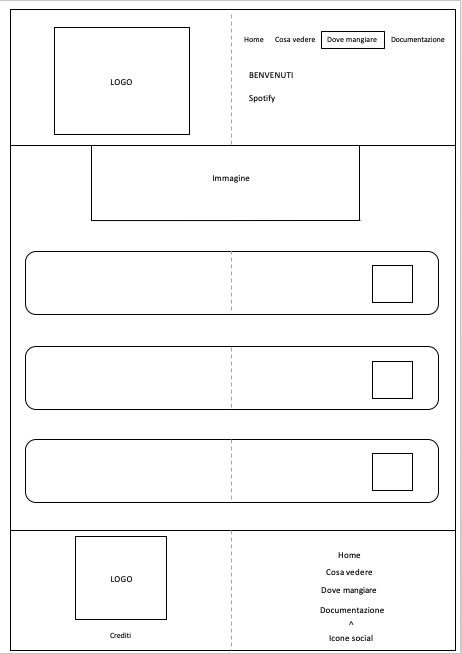 LOGO
Home Cosa vedere Dove mangiare Documentazione
BENVENUTI
Spotify
Immagine
LOGO
Crediti
Home
Cosa vedere
Dove mangiare
Documentazione
^
Icone social